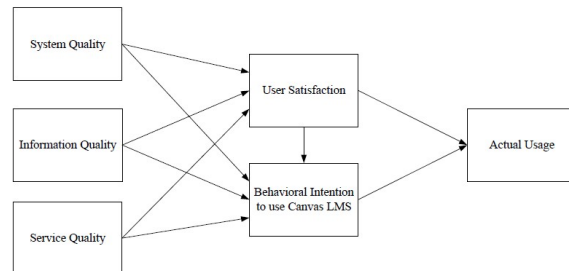 System Quality
User Satisfaction
Information Quality
Actual Usage
Behavioral Intention
to use Canvas LMS
Service Quality